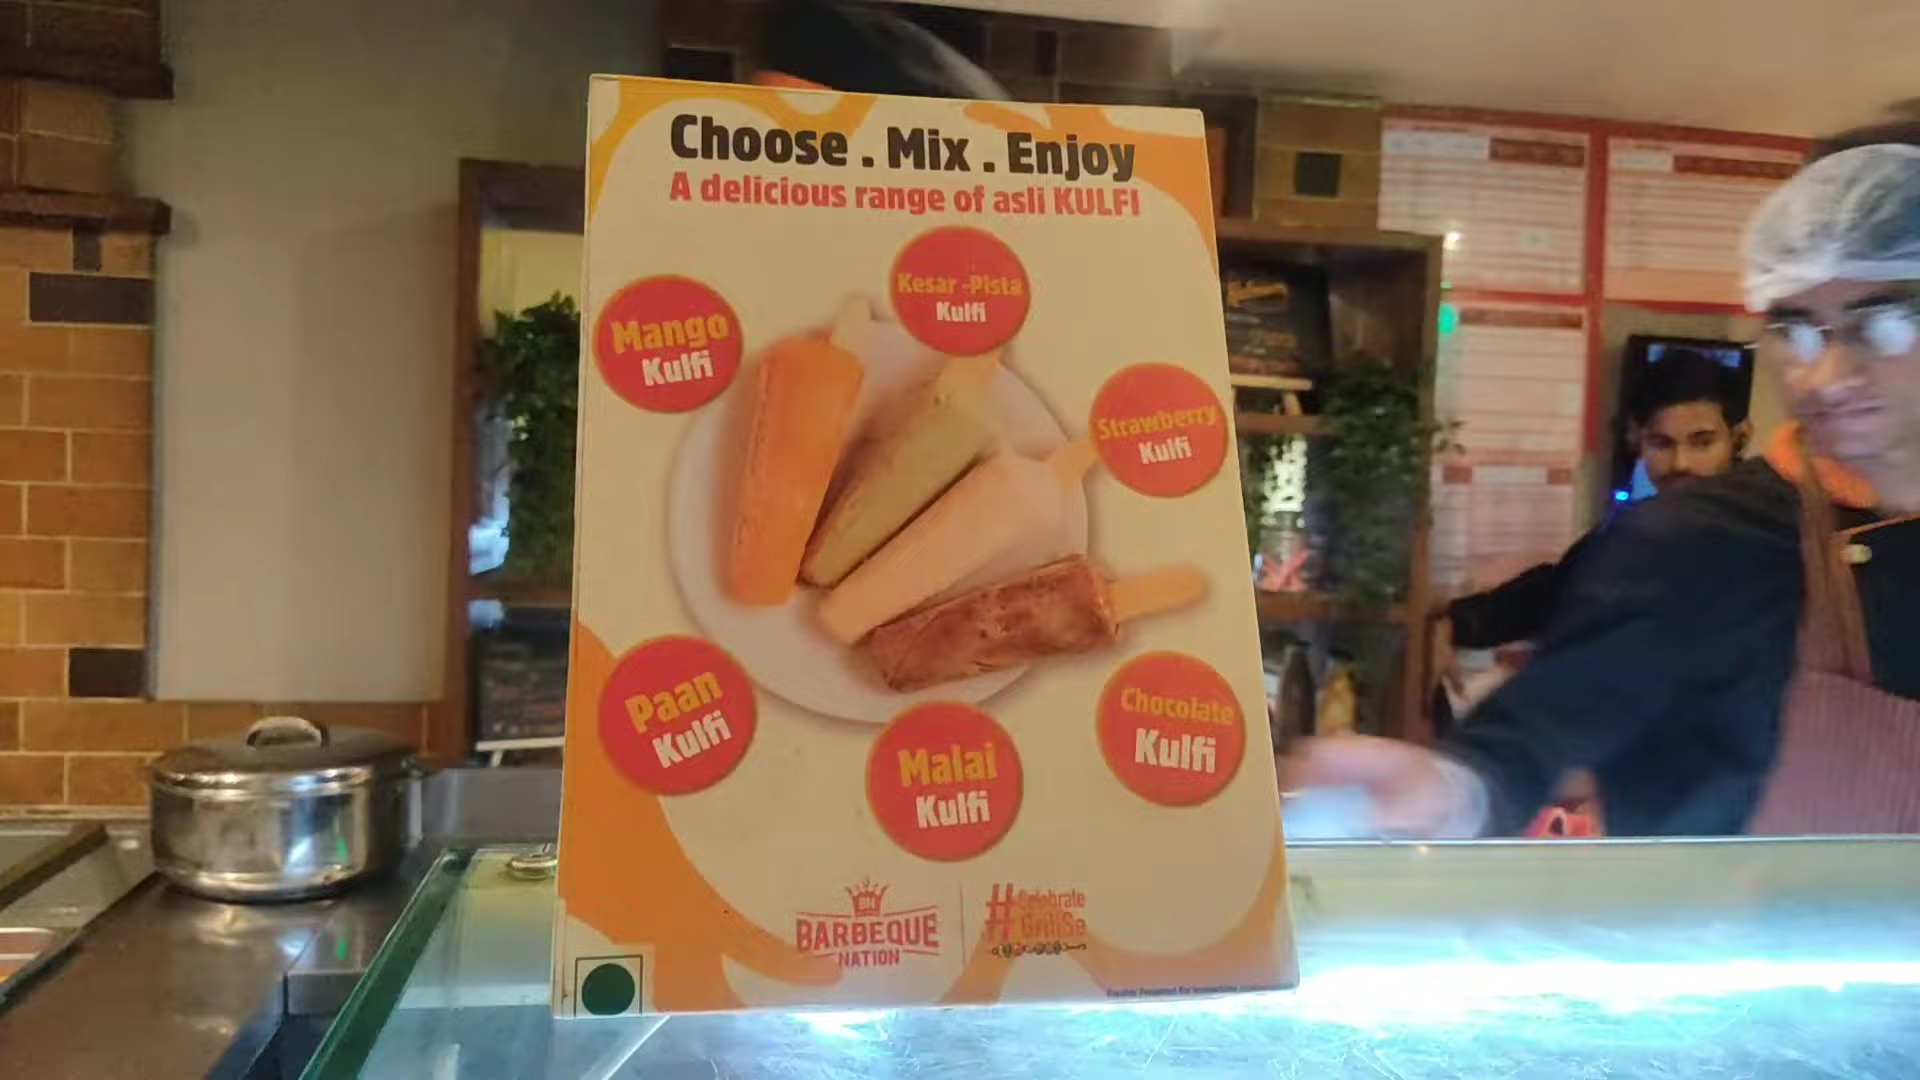 Choose . Mix . Enjoy
A delicious range of asli KULFI
Kesar -Pista
Kulfi
Mango
Kulfi
Strawberry
Kulfi
Paan
Kulfi
Chocolate
Kulfi
Malai
Kulfi
BN
BARBEQUE
NATION
#Celebrate
GrillSe